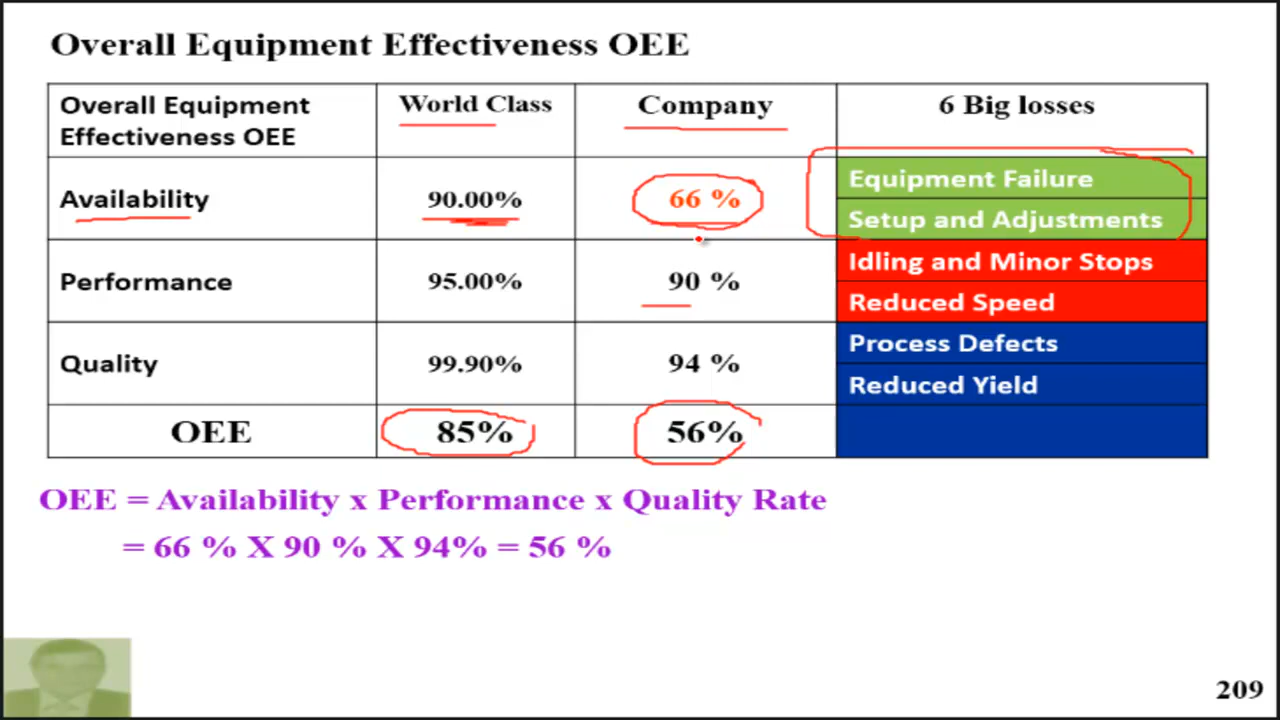 Overall Equipment Effectiveness OEE
Overall Equipment
Effectiveness OEE
World Class
Company
6 Big losses
Availability
90.00%
66 %
Equipment Failure
Setup and Adjustments
Performance
95.00%
90 %
Idling and Minor Stops
Reduced Speed
Quality
99.90%
94 %
Process Defects
Reduced Yield
OEE
85%
56%
OEE = Availability x Performance x Quality Rate
= 66 % X 90 % X 94% = 56 %
209